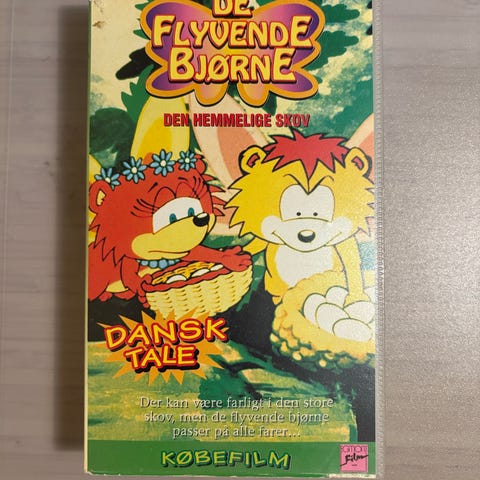 DE
FLYVENDE
BJØRNE
DEN HEMMELIGE SKOV
DANSK
TALE
Der kan være farligt i den store
skov, men de flyvende bjørne
passer på alle farer...
KØBEFILM
Film